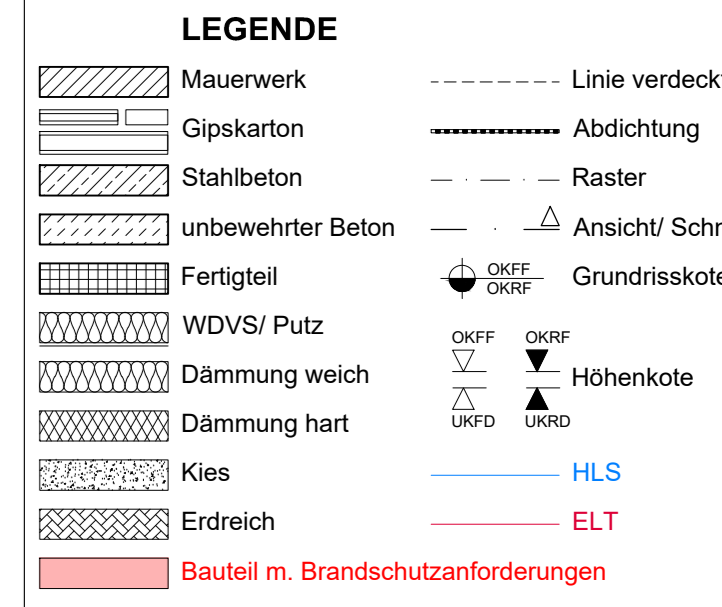 LEGENDE
Mauerwerk
Gipskarton
Stahlbeton
unbewehrter Beton
Fertigteil
WDVS/ Putz
Dämmung weich
Dämmung hart
Kies
Erdreich
Bauteil m. Brandschutzanforderungen
Linie verdeckt
Abdichtung
Raster
Ansicht/ Schn
OKFF
OKRF
Grundrisskote
OKFF OKRF
Höhenkote
UKFD UKRD
HLS
ELT